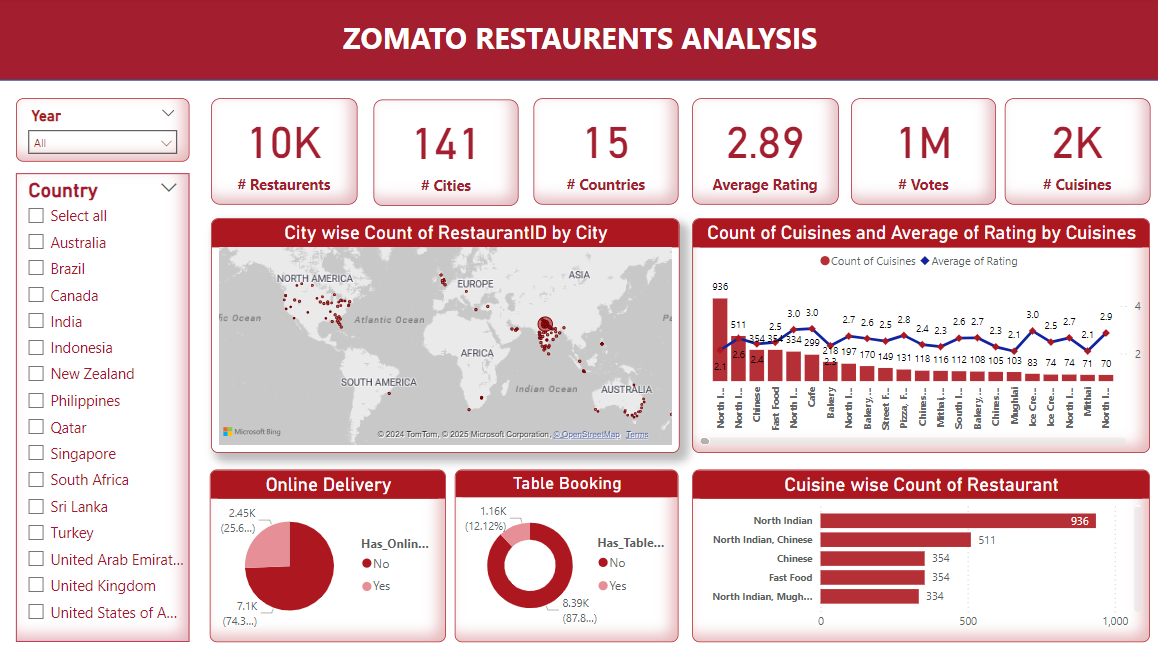 ZOMATO RESTAURENTS ANALYSIS
Year
All
Country
Select all
Australia
Brazil
Canada
India
Indonesia
New Zealand
Philippines
Qatar
Singapore
South Africa
Sri Lanka
Turkey
United Arab Emirat...
United Kingdom
United States of A...
10K
# Restaurents
141
# Cities
15
# Countries
2.89
Average Rating
1M
# Votes
2K
# Cuisines
City wise Count of RestaurantID by City
NORTH AMERICA
EUROPE
ASIA
fic Ocean
Atlantic Ocean
Pa
AFRICA
SOUTH AMERICA
Indian Ocean
AUSTRALIA
Microsoft Bing
© 2024 TomTom, © 2025 Microsoft Corporation, © OpenStreetMap Terms
Count of Cuisines and Average of Rating by Cuisines
Count of Cuisines Average of Rating
936 511 354 354 334 299 218 197 170 149 131 118 116 112 108 105 103 83 74 74 71 70
2.1 2.6 2.4 2.5 3.0 3.0 2.3 2.7 2.6 2.5 2.8 2.4 2.3 2.6 2.7 2.3 2.1 3.0 2.5 2.7 2.1 2.9
4
2
North I...
North I...
Chinese
Fast Food
North I...
Cafe
Bakery
North I...
Bakery,...
Street F...
Pizza, F...
Chines...
Mithai,...
South I...
Bakery,...
Chines...
Mughlai
Ice Cre...
Ice Cre...
North I...
Mithai
North I...
Online Delivery
2.45K
(25.6...)
7.1K
(74.3...)
Has_Onlin...
No
Yes
Table Booking
1.16K
(12.12%)
8.39K
(87.8...)
Has_Table...
No
Yes
Cuisine wise Count of Restaurant
North Indian 936
North Indian, Chinese 511
Chinese 354
Fast Food 354
North Indian, Mugh... 334
0 500 1,000